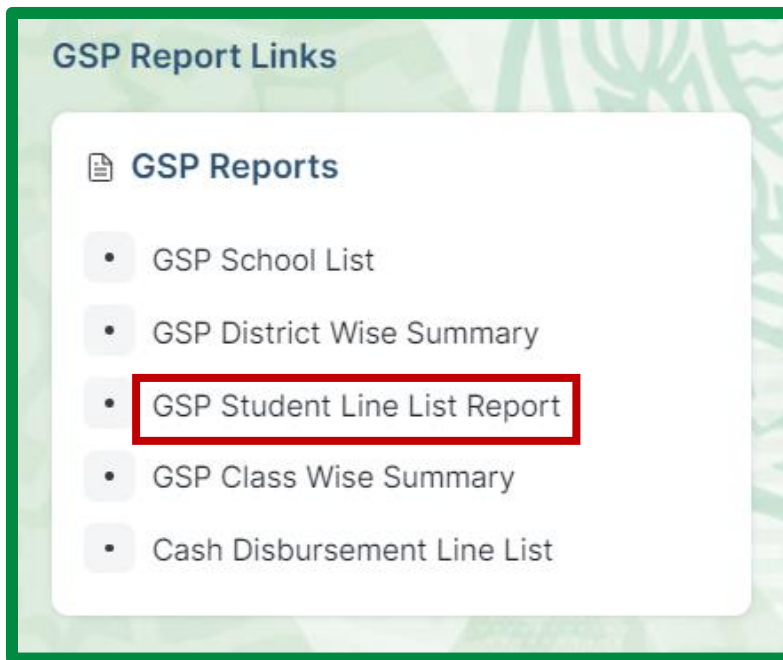 GSP Report Links
GSP Reports
GSP School List
GSP District Wise Summary
GSP Student Line List Report
GSP Class Wise Summary
Cash Disbursement Line List